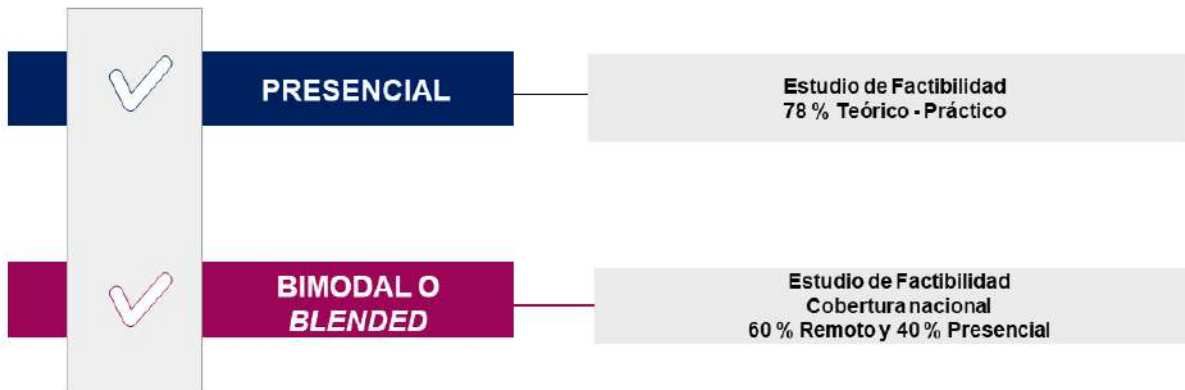 PRESENCIAL
Estudio de Factibilidad
78 % Teórico - Práctico
BIMODAL O
BLENDED
Estudio de Factibilidad
Cobertura nacional
60 % Remoto y 40 % Presencial